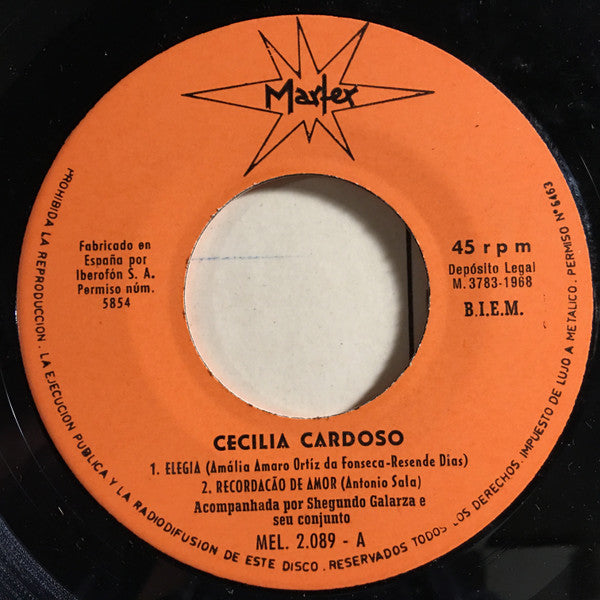 Marfer
Fabricado en
España por
Iberofón S. A.
Permiso núm.
5854
45 rpm
Depósito Legal
M. 3783-1968
B.I.E.M.
CECILIA CARDOSO
1. ELEGIA (Amália Amaro Ortiz da Fonseca-Resende Dias)
2. RECORDACÃO DE AMOR (Antonio Sala)
Acompanhada por Shegundo Galarza e
seu conjunto
MEL. 2.089 - A
PROHIBIDA LA REPRODUCCION. LA EJECUCION PUBLICA Y LA RADIODIFUSION DE ESTE DISCO. RESERVADOS TODOS LOS DERECHOS. IMPUESTO DE LUJO A METALICO. PERMISO Nº 6463